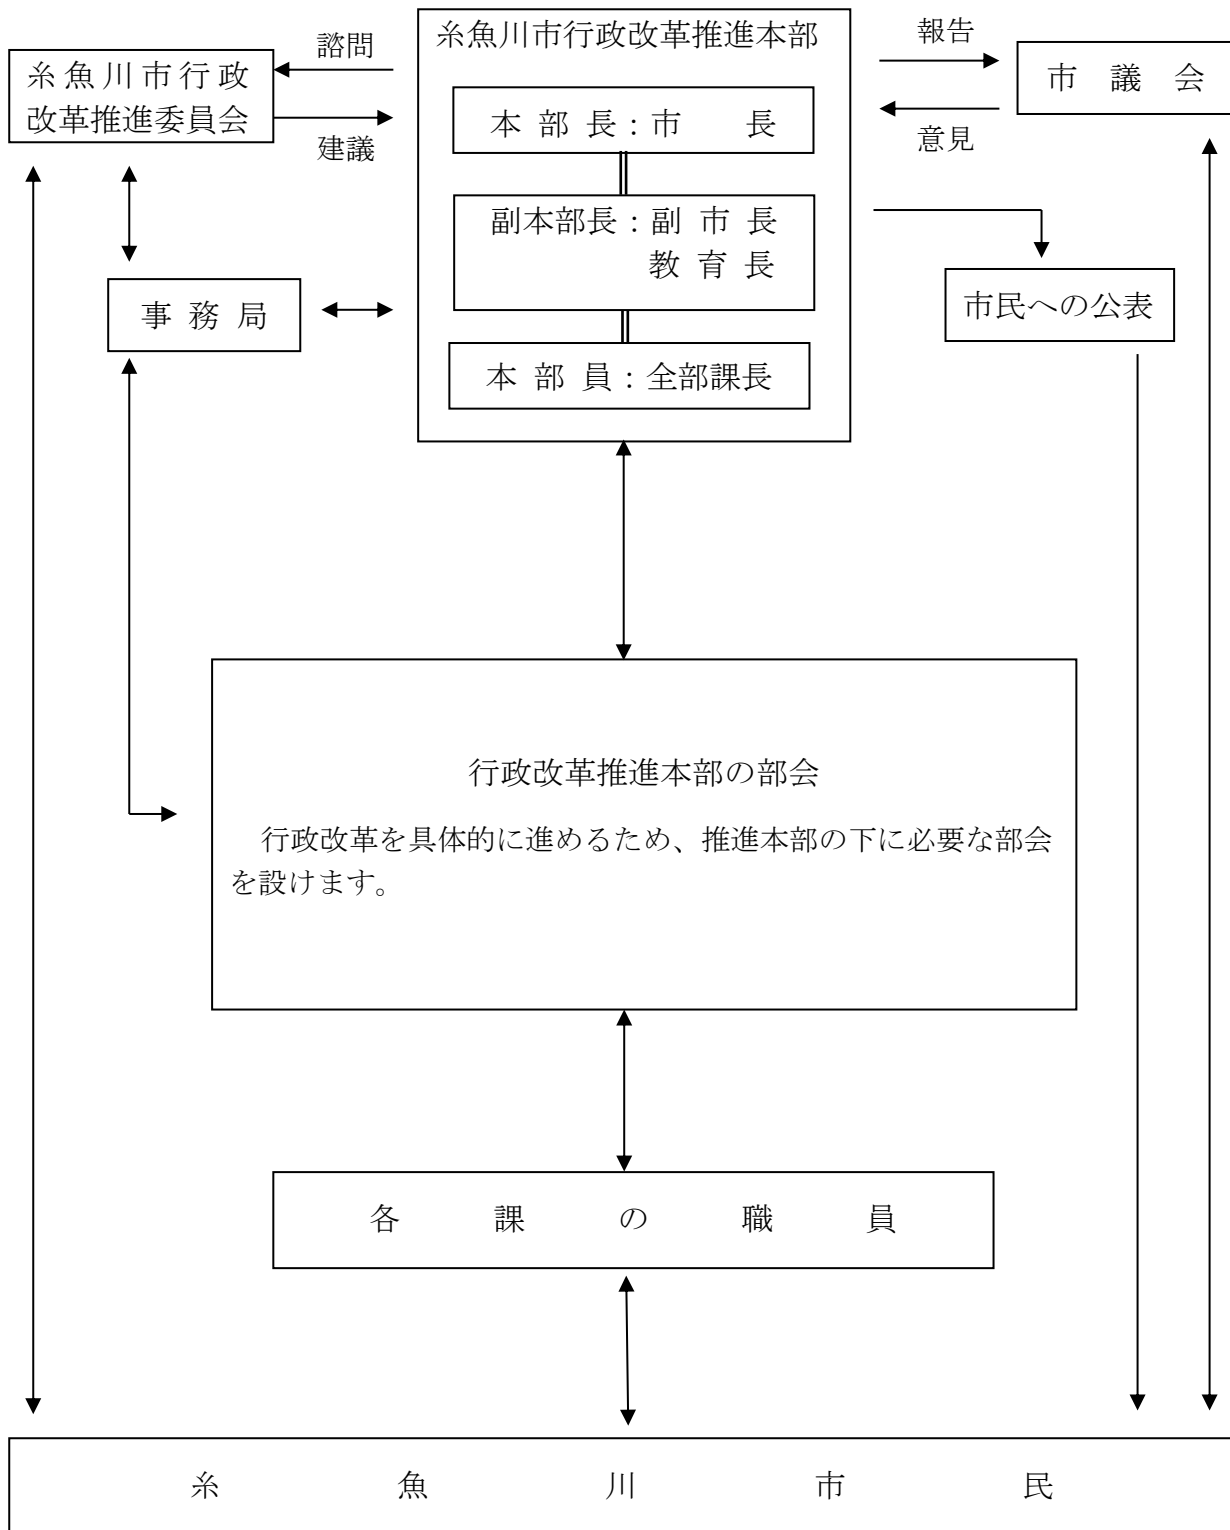 糸魚川市行政改革推進本部
諮問
報告
糸魚川市行政
改革推進委員会
市　議　会
本 部 長：市　　長
建議
意見
副本部長：副 市 長
教 育 長
事 務 局
市民への公表
本 部 員：全部課長
行政改革推進本部の部会
行政改革を具体的に進めるため、推進本部の下に必要な部会
を設けます。
各　課　の　職　員
糸　魚　川　市　民